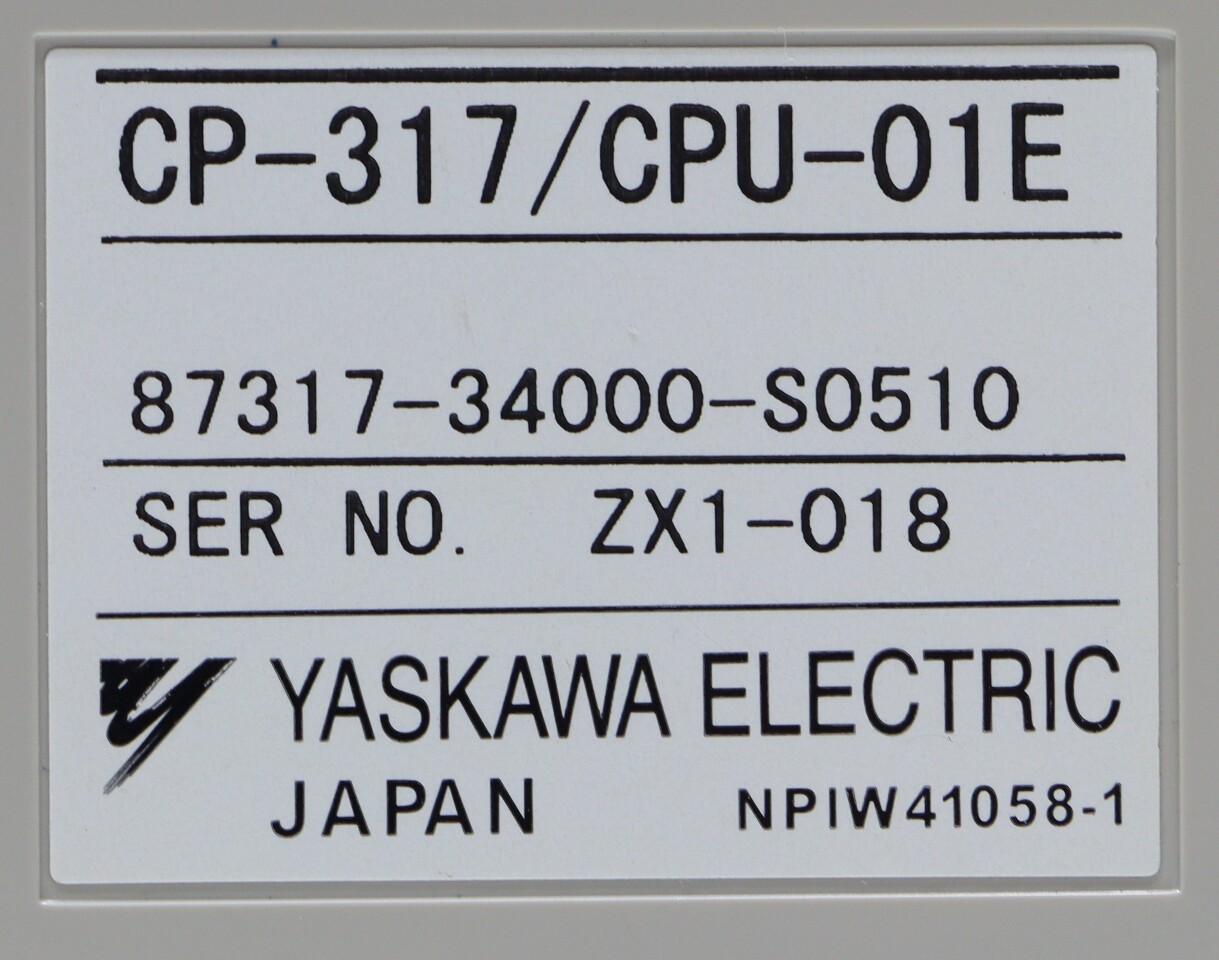 CP-317/CPU-01E
87317-34000-S0510
SER NO. ZX1-018
YASKAWA ELECTRIC
JAPAN NPIW41058-1